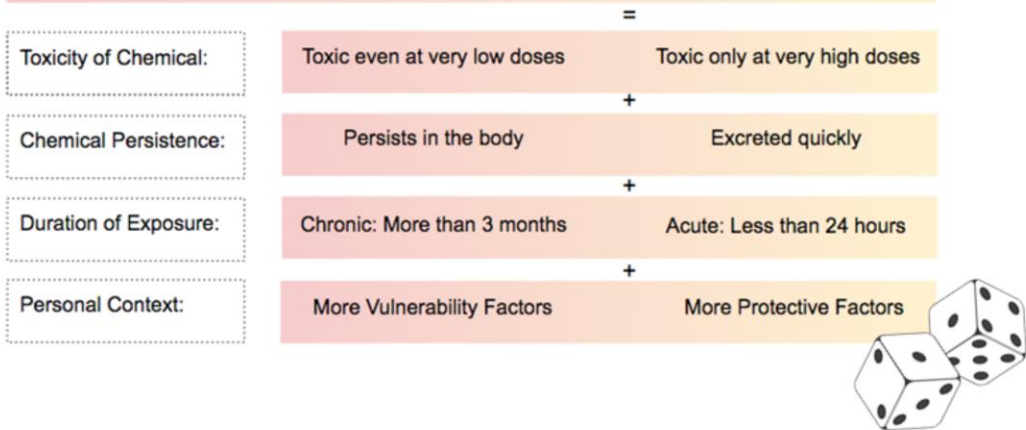 =
Toxicity of Chemical: Toxic even at very low doses Toxic only at very high doses
+
Chemical Persistence: Persists in the body Excreted quickly
+
Duration of Exposure: Chronic: More than 3 months Acute: Less than 24 hours
+
Personal Context: More Vulnerability Factors More Protective Factors